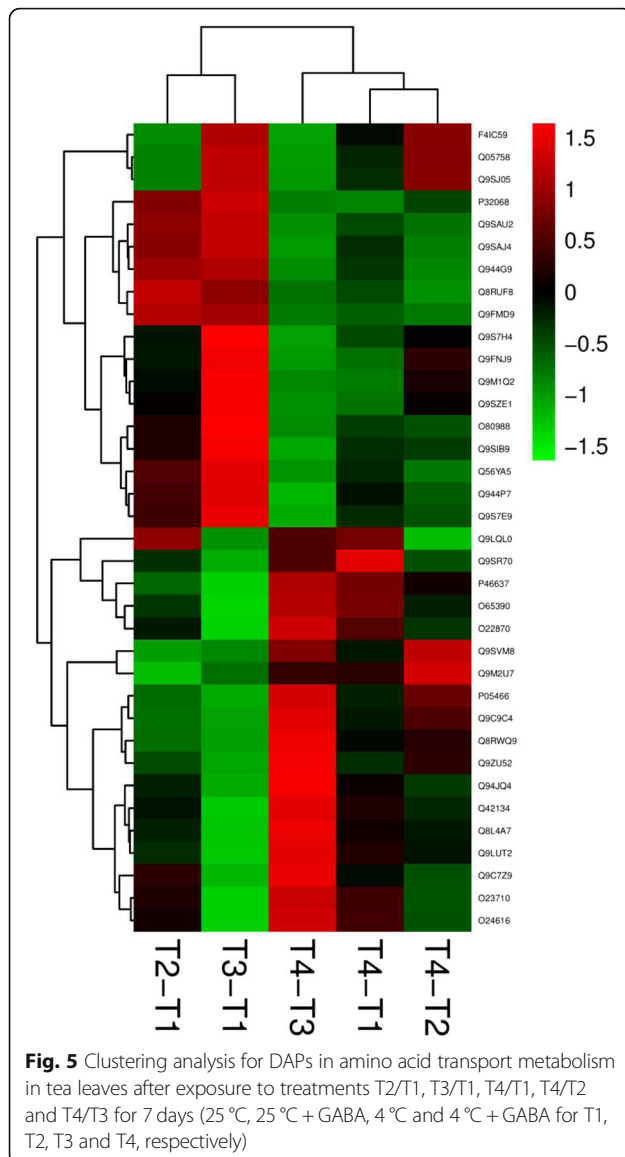 F4IC59
Q05758
Q9SJ05
P32068
Q9SAU2
Q9SAJ4
Q944G9
Q8RUF8
Q9FMD9
Q9S7H4
Q9FNJ9
Q9M1Q2
Q9SZE1
O80988
Q9SIB9
Q56YA5
Q944P7
Q9S7E9
Q9LQL0
Q9SR70
P46637
O65390
O22870
Q9SVM8
Q9M2U7
P05466
Q9C9C4
Q8RWQ9
Q9ZU52
Q94JQ4
Q42134
Q8L4A7
Q9LUT2
Q9C7Z9
O23710
O24616
1.5
1
0.5
0
−0.5
−1
−1.5
T2−T1
T3−T1
T4−T3
T4−T1
T4−T2
Fig. 5 Clustering analysis for DAPs in amino acid transport metabolism
in tea leaves after exposure to treatments T2/T1, T3/T1, T4/T1, T4/T2
and T4/T3 for 7 days (25 °C, 25 °C + GABA, 4 °C and 4 °C + GABA for T1,
T2, T3 and T4, respectively)